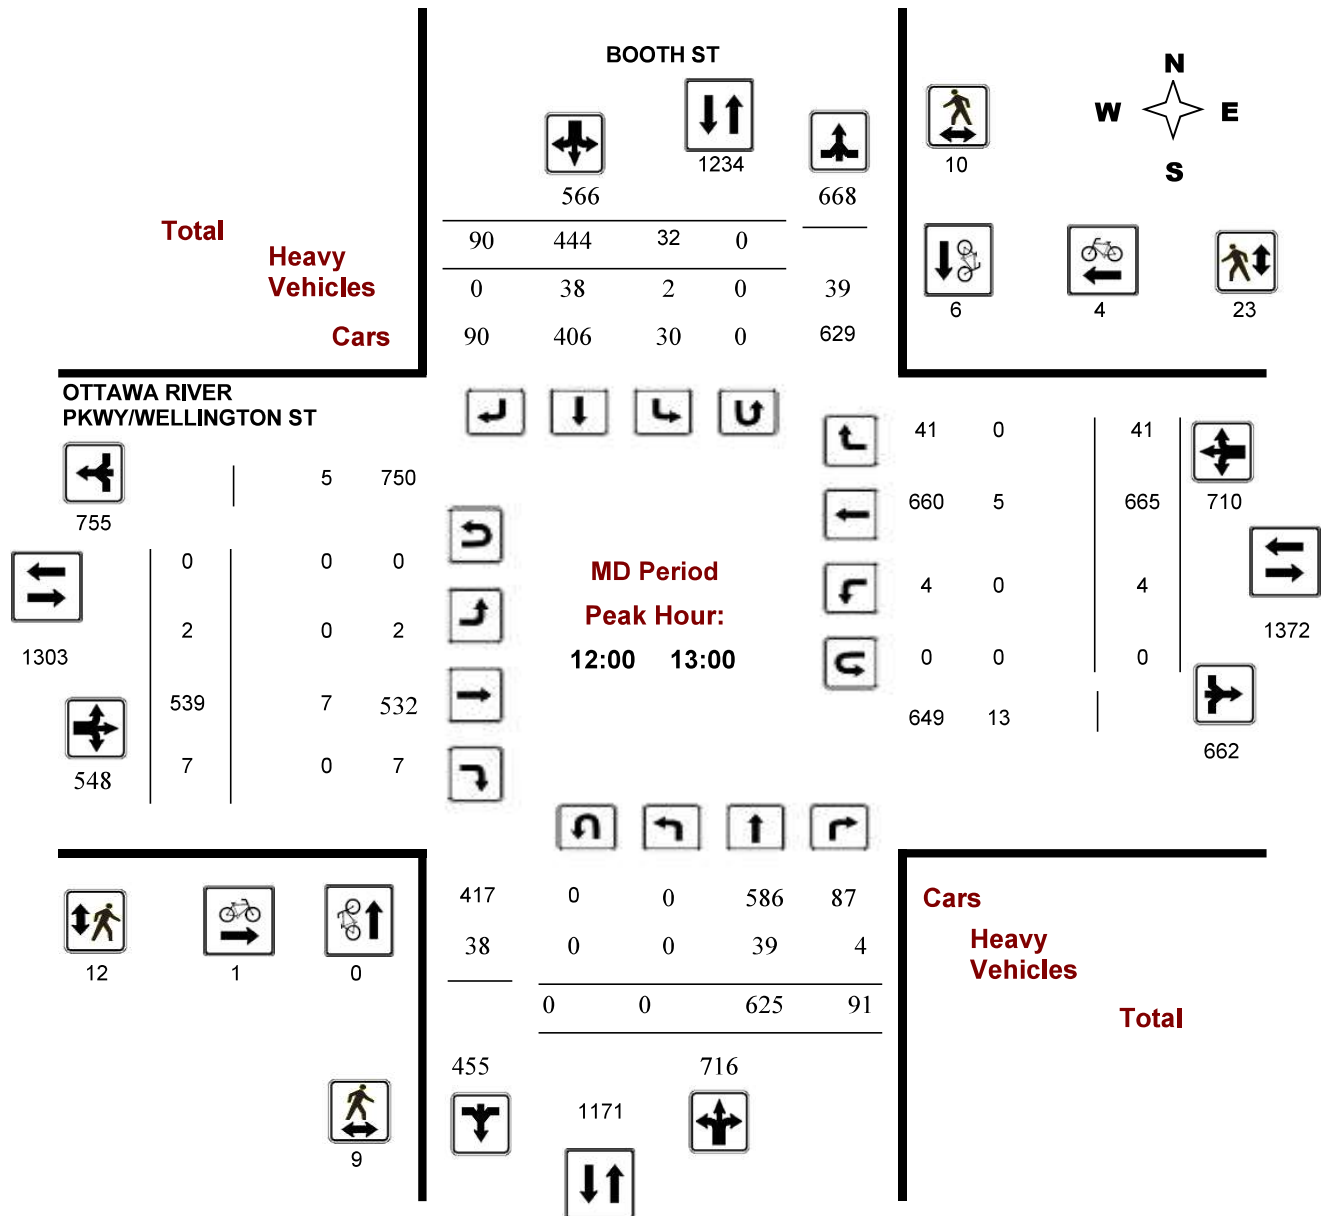 BOOTH ST
N
W E
S
1234
10
566 668
Total
90 444 32 0
Heavy
Vehicles
0 38 2 0 39
6 4 23
Cars
90 406 30 0 629
OTTAWA RIVER
PKWY/WELLINGTON ST
41 0 41
5 750
660 5 665 710
755
0 0 0
MD Period
4 0 4
Peak Hour:
2 0 2
1372
1303
12:00 13:00
0 0 0
539 7 532
649 13
662
548
7 0 7
417 0 0 586 87
Cars
38 0 0 39 4
Heavy
Vehicles
12 1 0
0 0 625 91
Total
455 716
1171
9